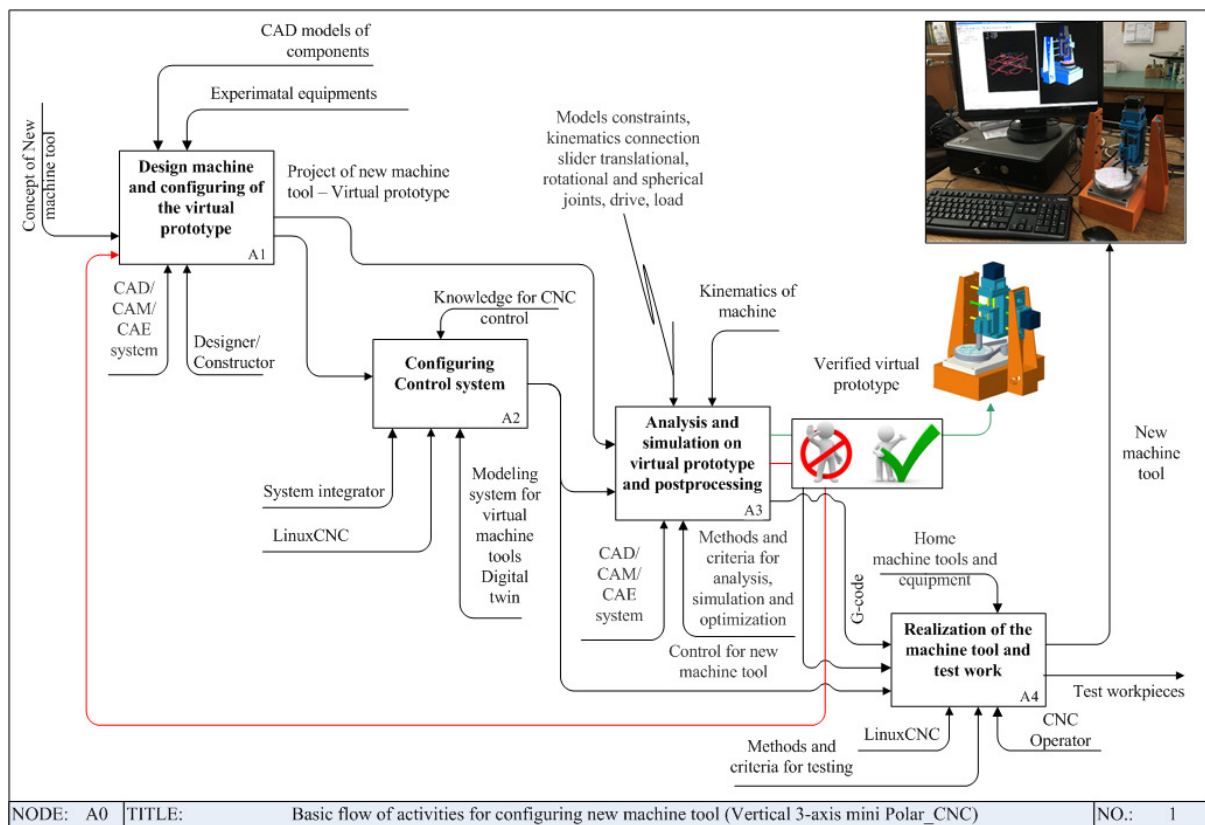 CAD models of
components
Experimatal equipments
Concept of New
machine tool
Design machine
and configuring of
the virtual
prototype
A1
Project of new machine
tool – Virtual prototype
CAD/
CAM/
CAE
system
Designer/
Constructor
Models constraints,
kinematics connection
slider translational,
rotational and spherical
joints, drive, load
Kinematics of
machine
Knowledge for CNC
control
Configuring
Control system
A2
System integrator
LinuxCNC
Modeling
system for
virtual
machine
tools
Digital
twin
Analysis and
simulation on
virtual prototype
and postprocessing
A3
Verified virtual
prototype
CAD/
CAM/
CAE
system
Methods and
criteria for
analysis,
simulation and
optimization
Control for new
machine tool
G-code
New
machine
tool
Home
machine tools and
equipment
Realization of the
machine tool and
test work
A4
Test workpieces
LinuxCNC
CNC
Operator
Methods and
criteria for testing
NODE: A0 TITLE: Basic flow of activities for configuring new machine tool (Vertical 3-axis mini Polar_CNC) NO.: 1